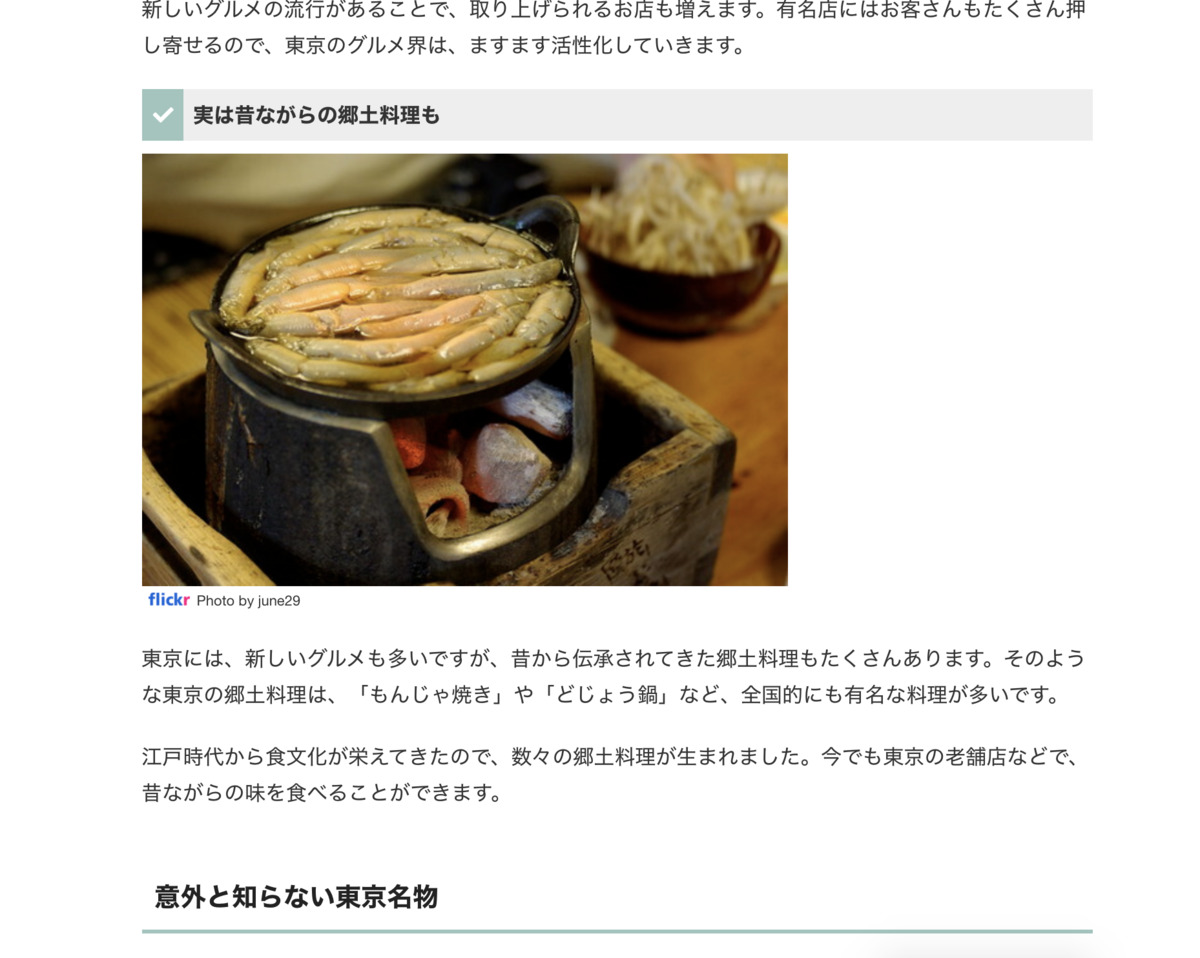 新しいグルメの流行があることで、取り上げられるお店も増えます。有名店にはお客さんもたくさん押
し寄せるので、東京のグルメ界は、ますます活性化していきます。
実は昔ながらの郷土料理も
flickr Photo by june29
東京には、新しいグルメも多いですが、昔から伝承されてきた郷土料理もたくさんあります。そのよう
な東京の郷土料理は、「もんじゃ焼き」や「どじょう鍋」など、全国的にも有名な料理が多いです。
江戸時代から食文化が栄えてきたので、数々の郷土料理が生まれました。今でも東京の老舗店などで、
昔ながらの味を食べることができます。
意外と知らない東京名物